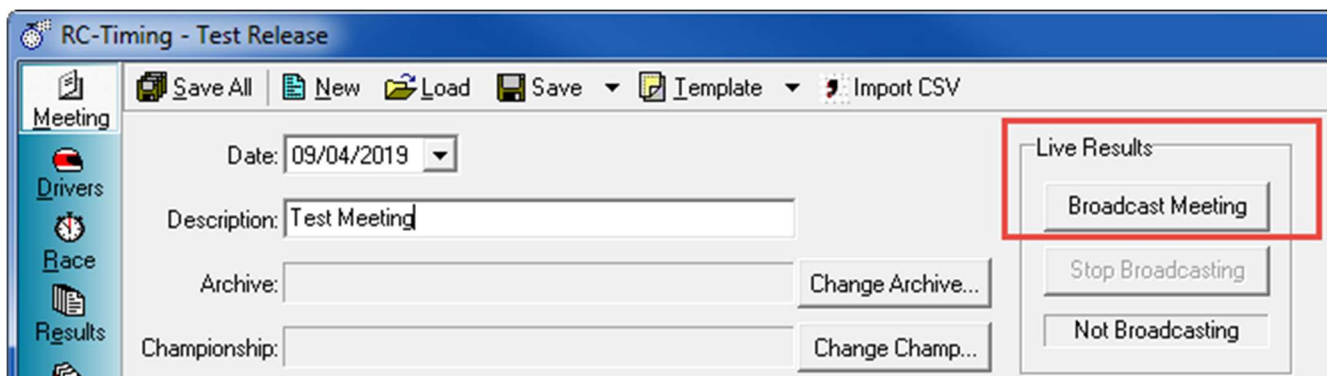 RC-Timing - Test Release
Meeting
Save All New Load Save Template Import CSV
Date: 09/04/2019
Live Results
Drivers
Description: Test Meeting
Broadcast Meeting
Race
Archive: Change Archive...
Stop Broadcasting
Results
Championship: Change Champ...
Not Broadcasting